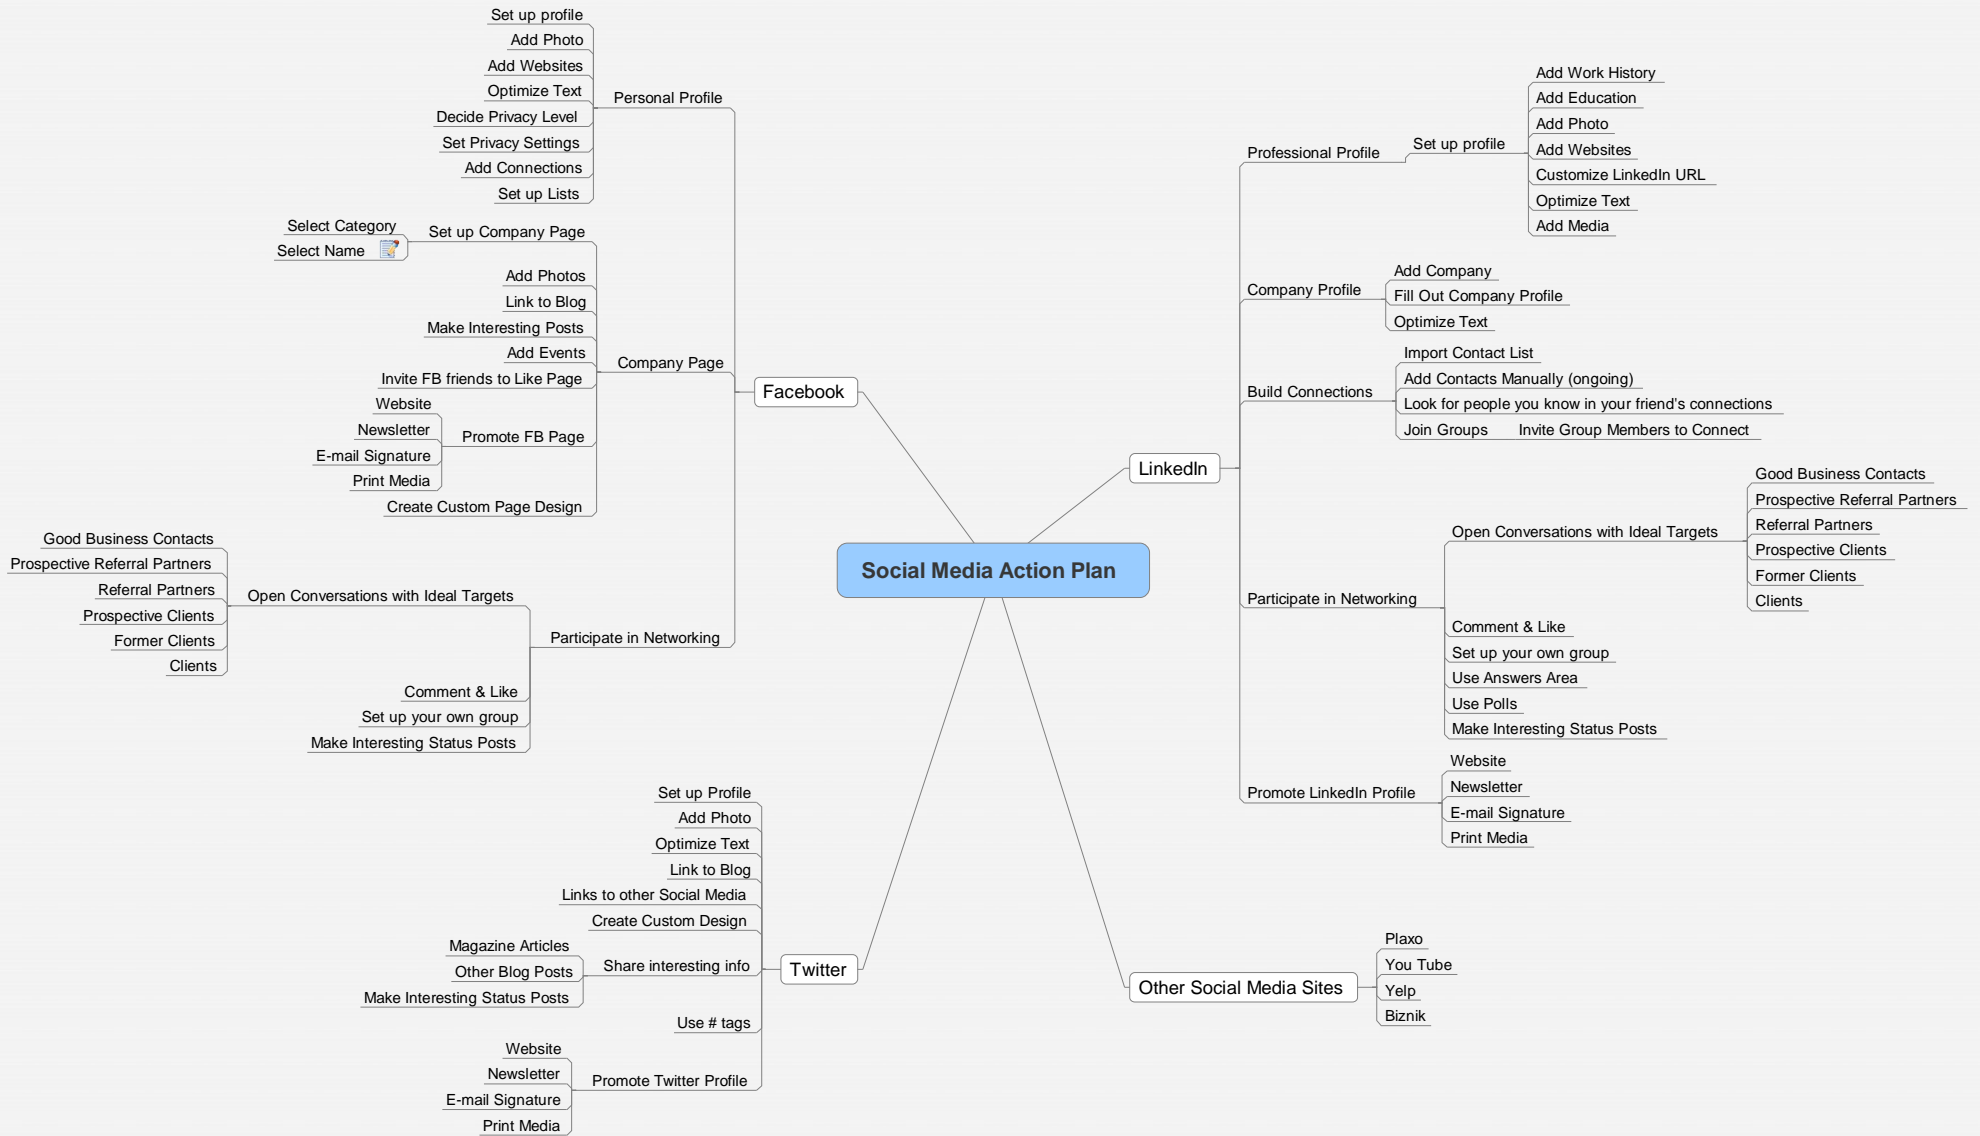 Social Media Action Plan
Facebook
Personal Profile
Set up profile
Add Photo
Add Websites
Optimize Text
Decide Privacy Level
Set Privacy Settings
Add Connections
Set up Lists
Company Page
Set up Company Page
Select Category
Select Name
Add Photos
Link to Blog
Make Interesting Posts
Add Events
Invite FB friends to Like Page
Promote FB Page
Website
Newsletter
E-mail Signature
Print Media
Create Custom Page Design
Participate in Networking
Open Conversations with Ideal Targets
Good Business Contacts
Prospective Referral Partners
Referral Partners
Prospective Clients
Former Clients
Clients
Comment & Like
Set up your own group
Make Interesting Status Posts
Twitter
Set up Profile
Add Photo
Optimize Text
Link to Blog
Links to other Social Media
Create Custom Design
Share interesting info
Magazine Articles
Other Blog Posts
Make Interesting Status Posts
Use # tags
Promote Twitter Profile
Website
Newsletter
E-mail Signature
Print Media
LinkedIn
Professional Profile
Set up profile
Add Work History
Add Education
Add Photo
Add Websites
Customize LinkedIn URL
Optimize Text
Add Media
Company Profile
Add Company
Fill Out Company Profile
Optimize Text
Build Connections
Import Contact List
Add Contacts Manually (ongoing)
Look for people you know in your friend's connections
Join Groups
Invite Group Members to Connect
Participate in Networking
Open Conversations with Ideal Targets
Good Business Contacts
Prospective Referral Partners
Referral Partners
Prospective Clients
Former Clients
Clients
Comment & Like
Set up your own group
Use Answers Area
Use Polls
Make Interesting Status Posts
Promote LinkedIn Profile
Website
Newsletter
E-mail Signature
Print Media
Other Social Media Sites
Plaxo
You Tube
Yelp
Biznik